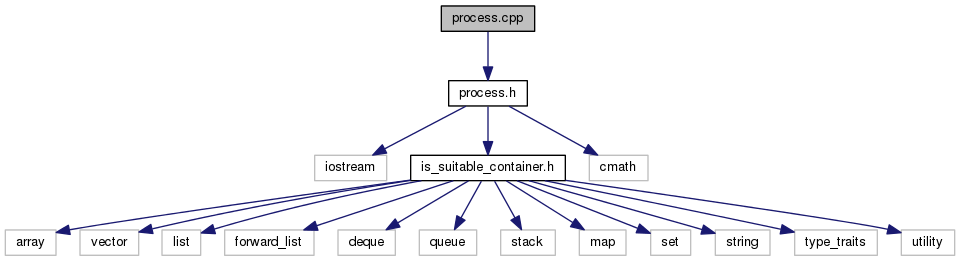 process.cpp
process.h
iostream
is_suitable_container.h
cmath
array
vector
list
forward_list
deque
queue
stack
map
set
string
type_traits
utility